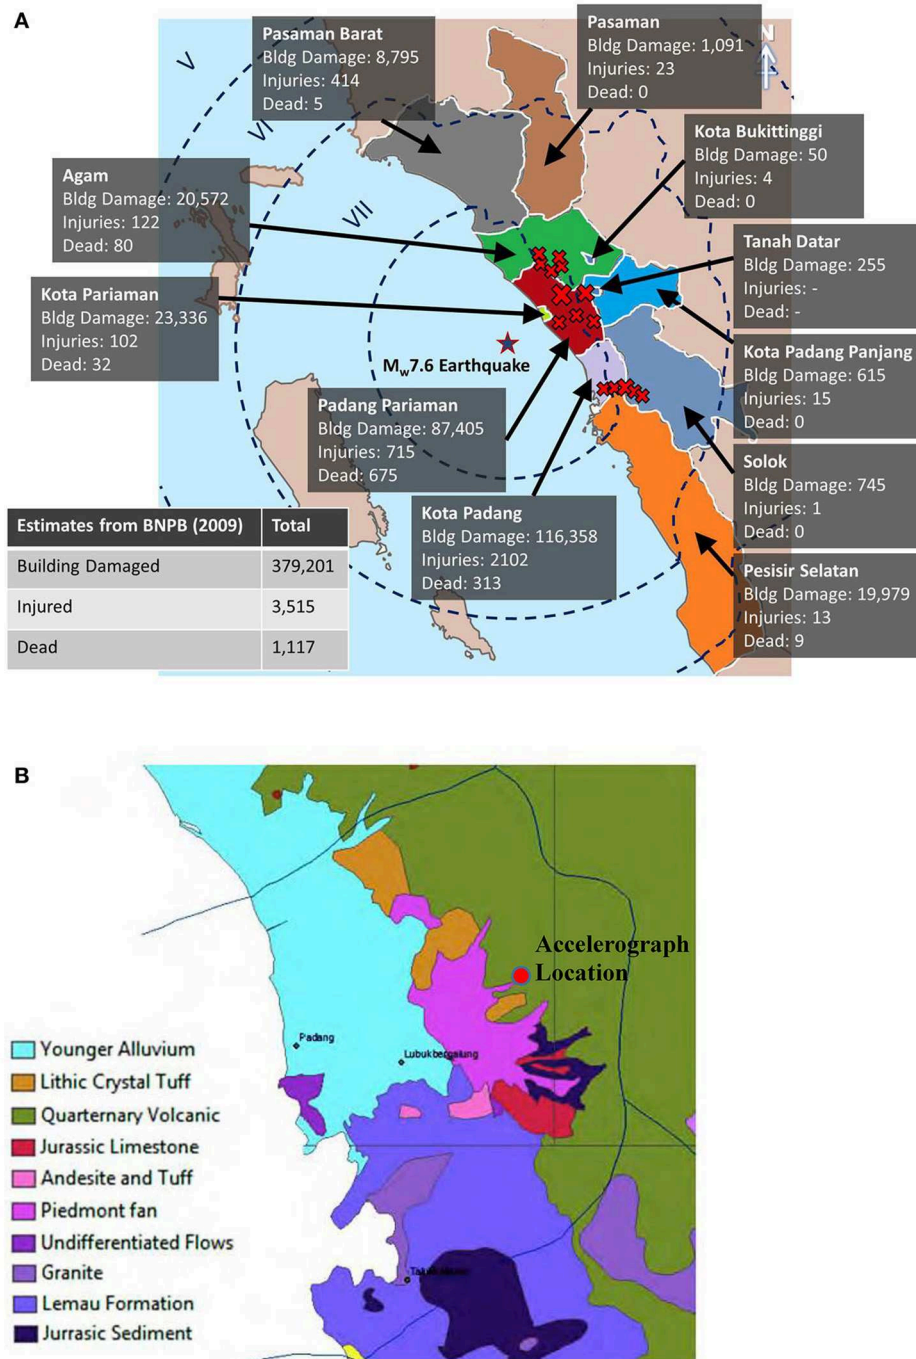 A
Pasaman Barat
Bldg Damage: 8,795
Injuries: 414
Dead: 5
Pasaman
Bldg Damage: 1,091
Injuries: 23
Dead: 0
N
V
VI
VII
Kota Bukittinggi
Bldg Damage: 50
Injuries: 4
Dead: 0
Agam
Bldg Damage: 20,572
Injuries: 122
Dead: 80
Tanah Datar
Bldg Damage: 255
Injuries: -
Dead: -
Kota Pariaman
Bldg Damage: 23,336
Injuries: 102
Dead: 32
Mw7.6 Earthquake
Kota Padang Panjang
Bldg Damage: 615
Injuries: 15
Dead: 0
Padang Pariaman
Bldg Damage: 87,405
Injuries: 715
Dead: 675
Solok
Bldg Damage: 745
Injuries: 1
Dead: 0
Kota Padang
Bldg Damage: 116,358
Injuries: 2102
Dead: 313
Pesisir Selatan
Bldg Damage: 19,979
Injuries: 13
Dead: 9
Estimates from BNPB (2009) Total
Building Damaged 379,201
Injured 3,515
Dead 1,117
B
Accelerograph
Location
Padang
Lubukbergalung
Younger Alluvium
Lithic Crystal Tuff
Quarternary Volcanic
Jurassic Limestone
Andesite and Tuff
Piedmont fan
Undifferentiated Flows
Granite
Lemau Formation
Jurrasic Sediment